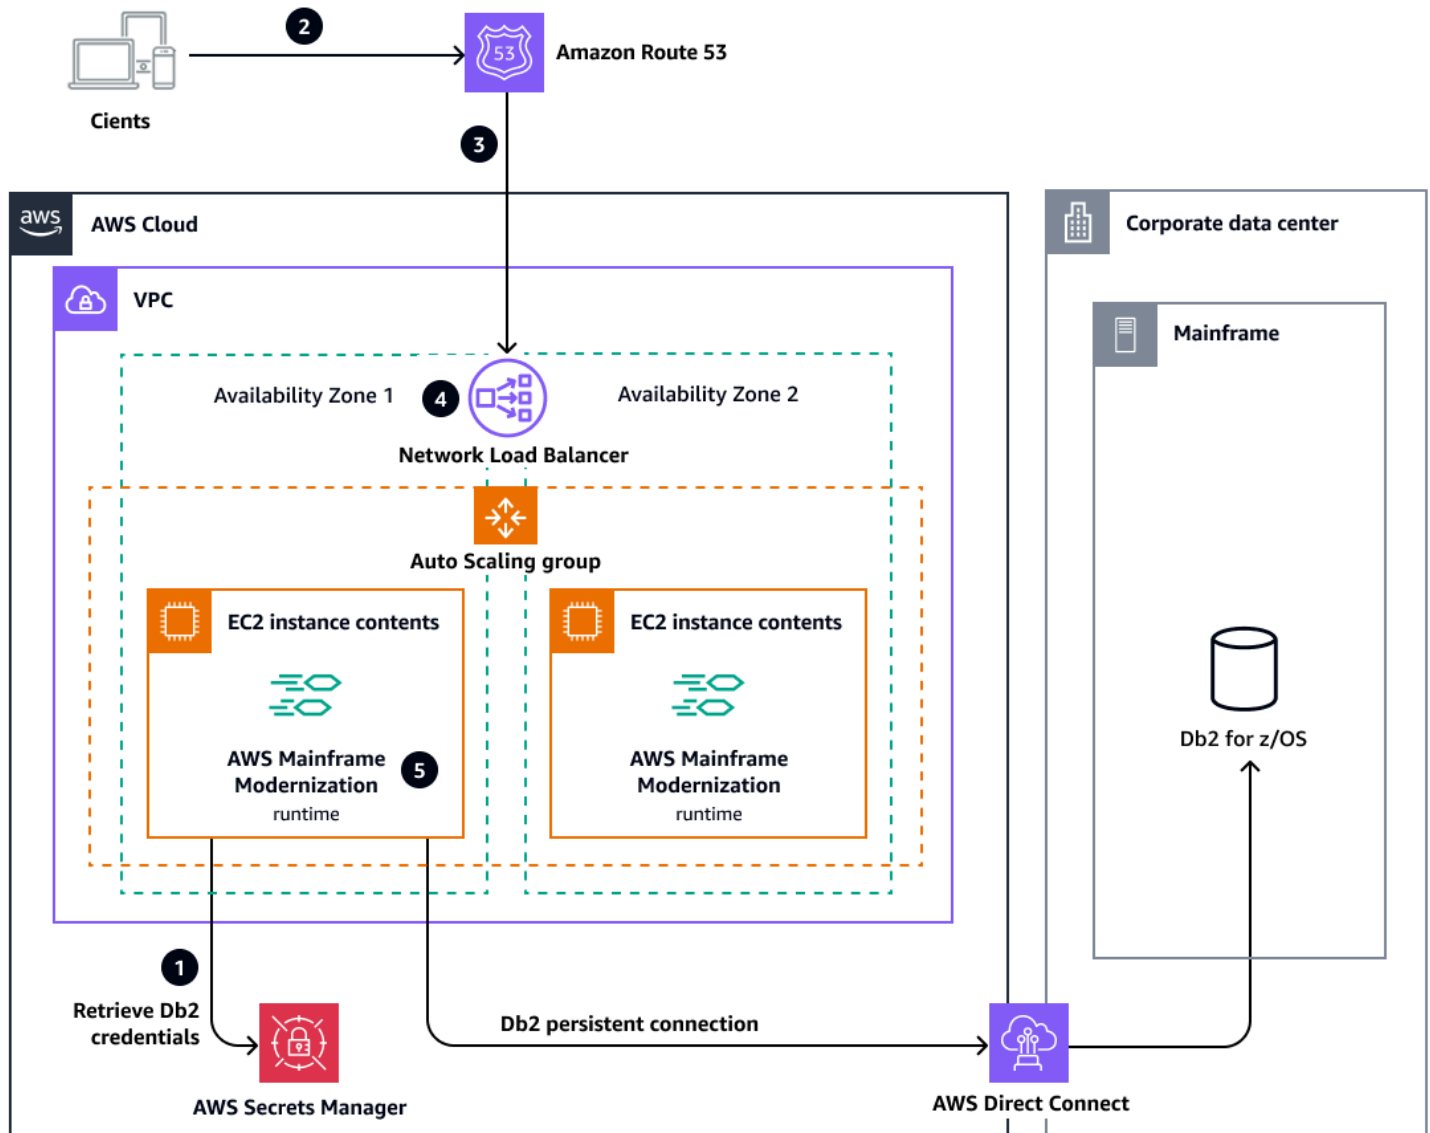 2
53
Amazon Route 53
Cients
3
aws
AWS Cloud
Corporate data center
VPC
Mainframe
Availability Zone 1
4
Availability Zone 2
Network Load Balancer
Auto Scaling group
EC2 instance contents
EC2 instance contents
AWS Mainframe
Modernization
runtime
5
AWS Mainframe
Modernization
runtime
Db2 for z/OS
1
Retrieve Db2
credentials
Db2 persistent connection
AWS Secrets Manager
AWS Direct Connect